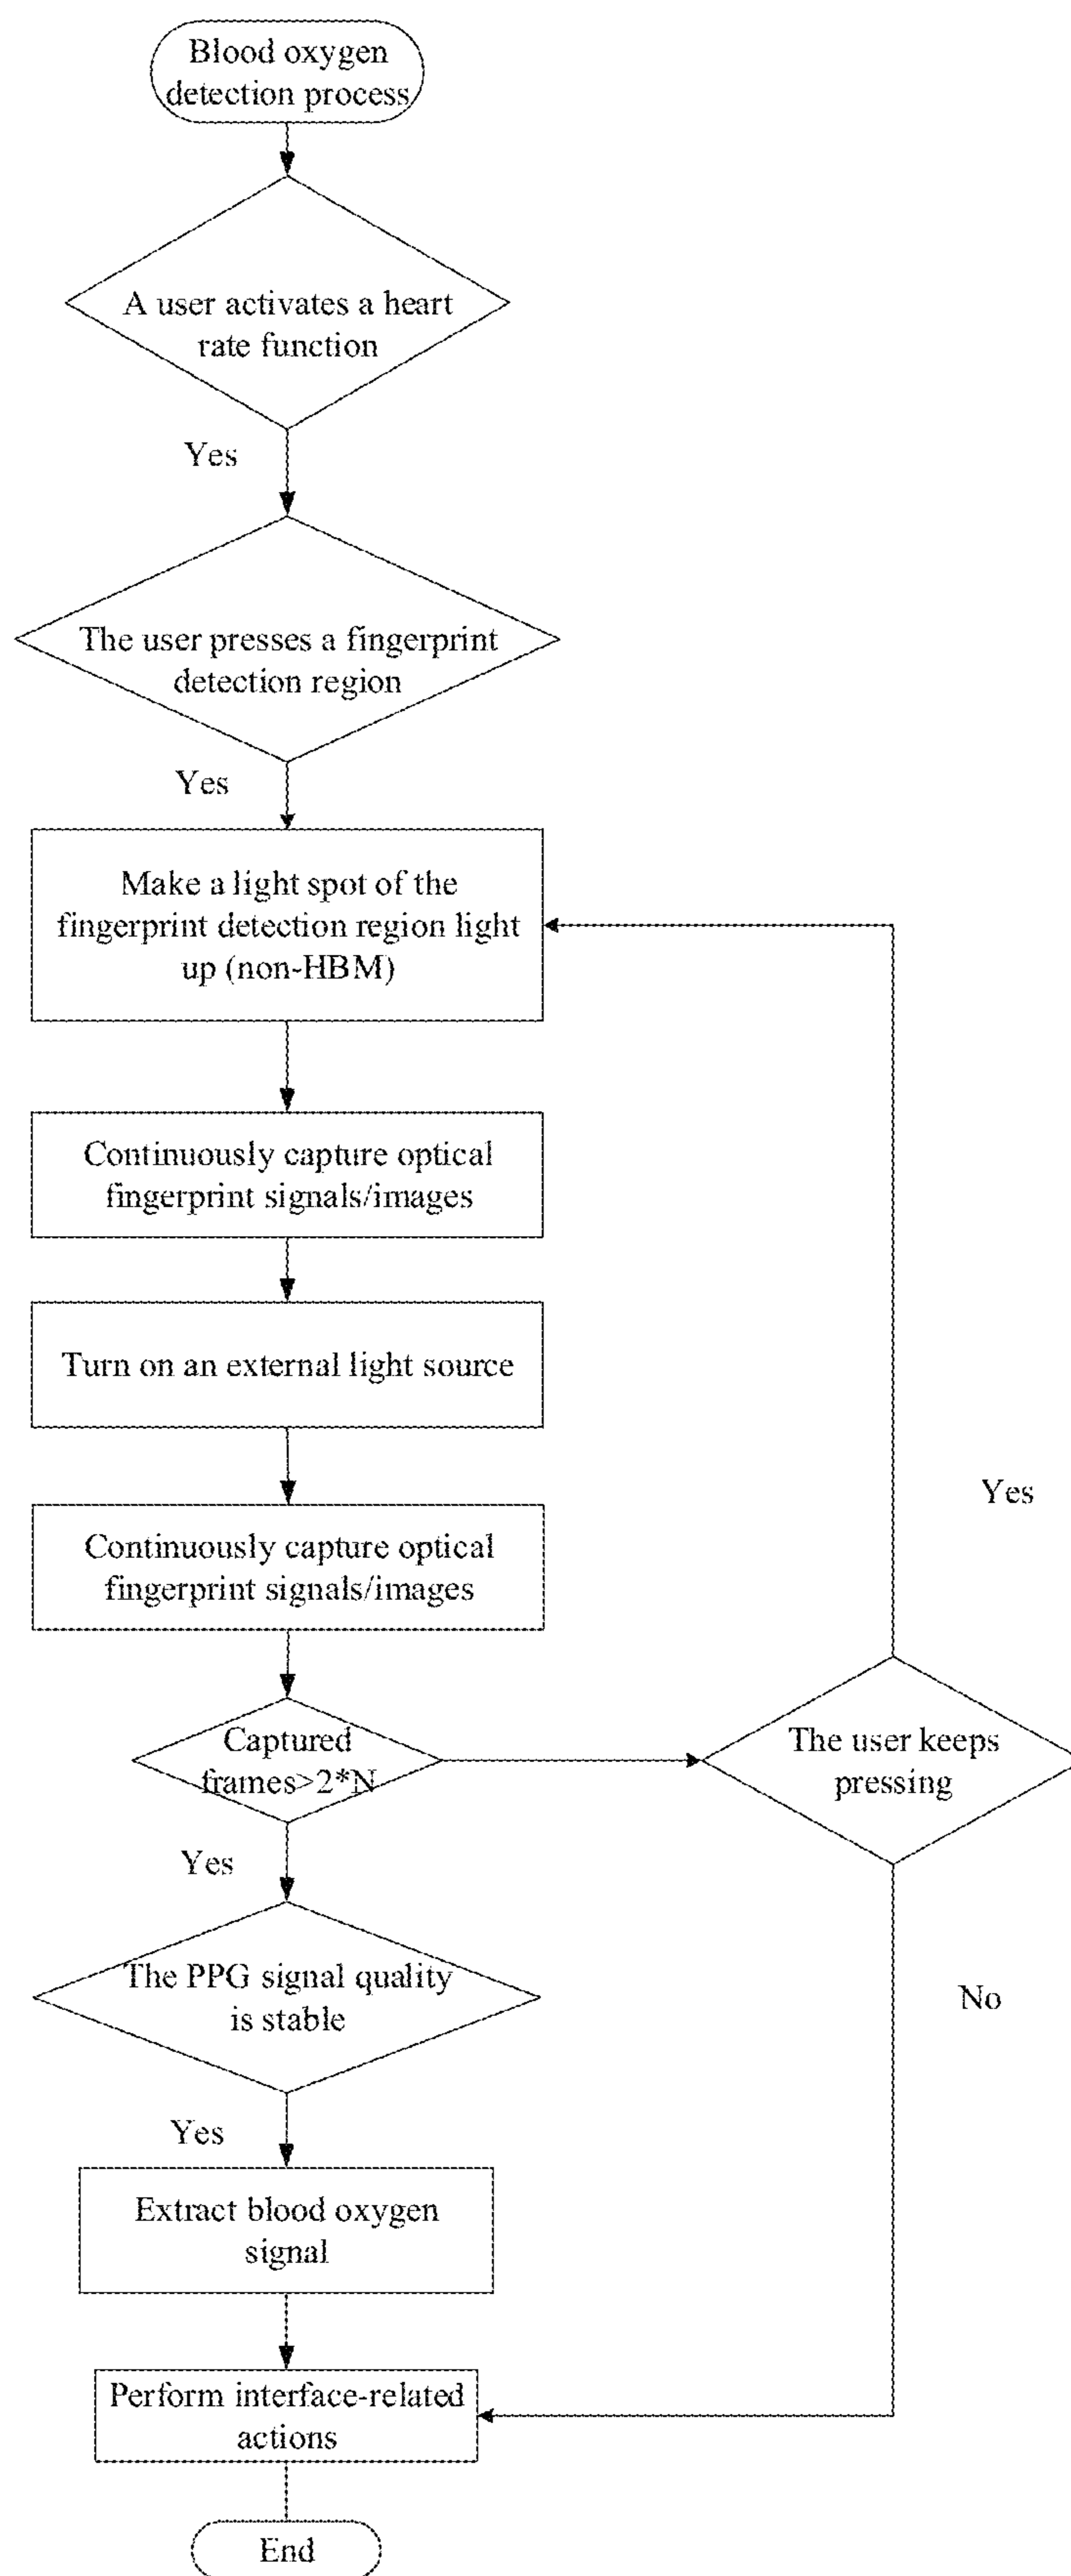 Blood oxygen
detection process
A user activates a heart
rate function
Yes
The user presses a fingerprint
detection region
Yes
Make a light spot of the
fingerprint detection region light
up (non-HBM)
Continuously capture optical
fingerprint signals/images
Turn on an external light source
Yes
Continuously capture optical
fingerprint signals/images
Captured
frames>2*N
The user keeps
pressing
Yes
The PPG signal quality
is stable
No
Yes
Extract blood oxygen
signal
Perform interface-related
actions
End